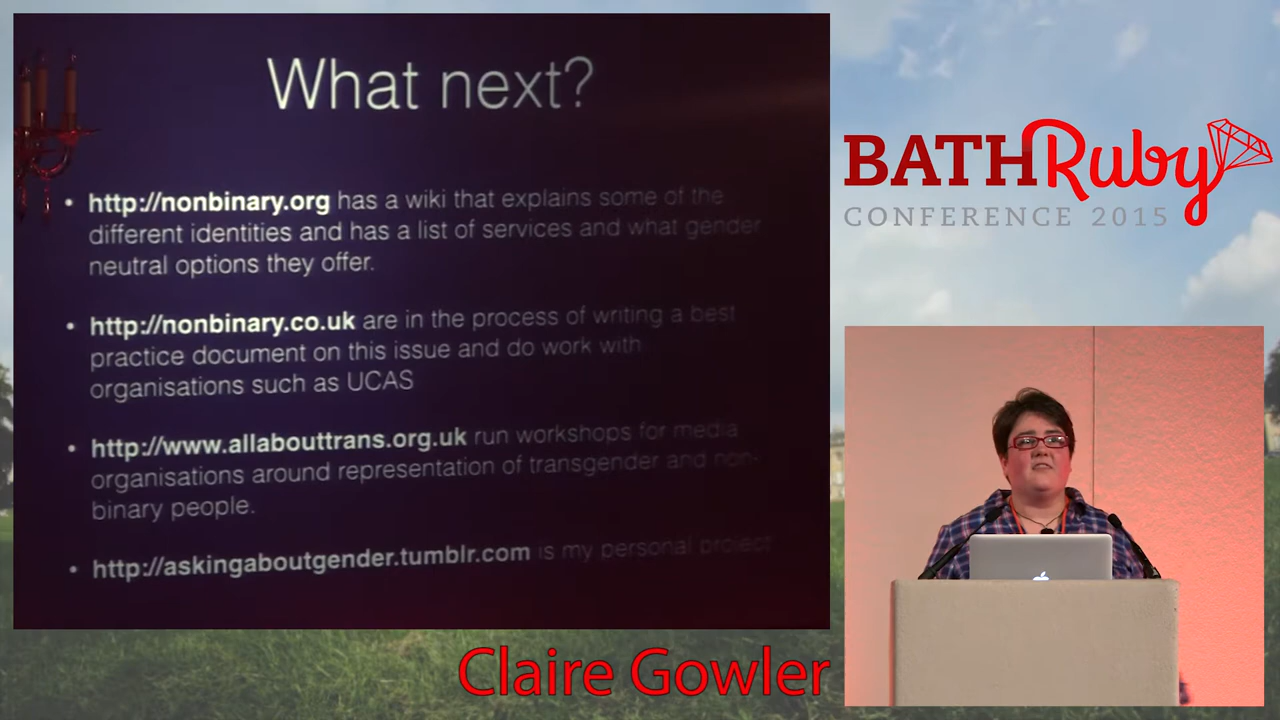 What next?
• http://nonbinary.org has a wiki that explains some of the
different identities and has a list of services and what gender
neutral options they offer.
• http://nonbinary.co.uk are in the process of writing a best
practice document on this issue and do work with
organisations such as UCAS
• http://www.allabouttrans.org.uk run workshops for media
organisations around representation of transgender and non-
binary people.
• http://askingaboutgender.tumblr.com is my personal project
BATH Ruby
CONFERENCE 2015
Claire Gowler